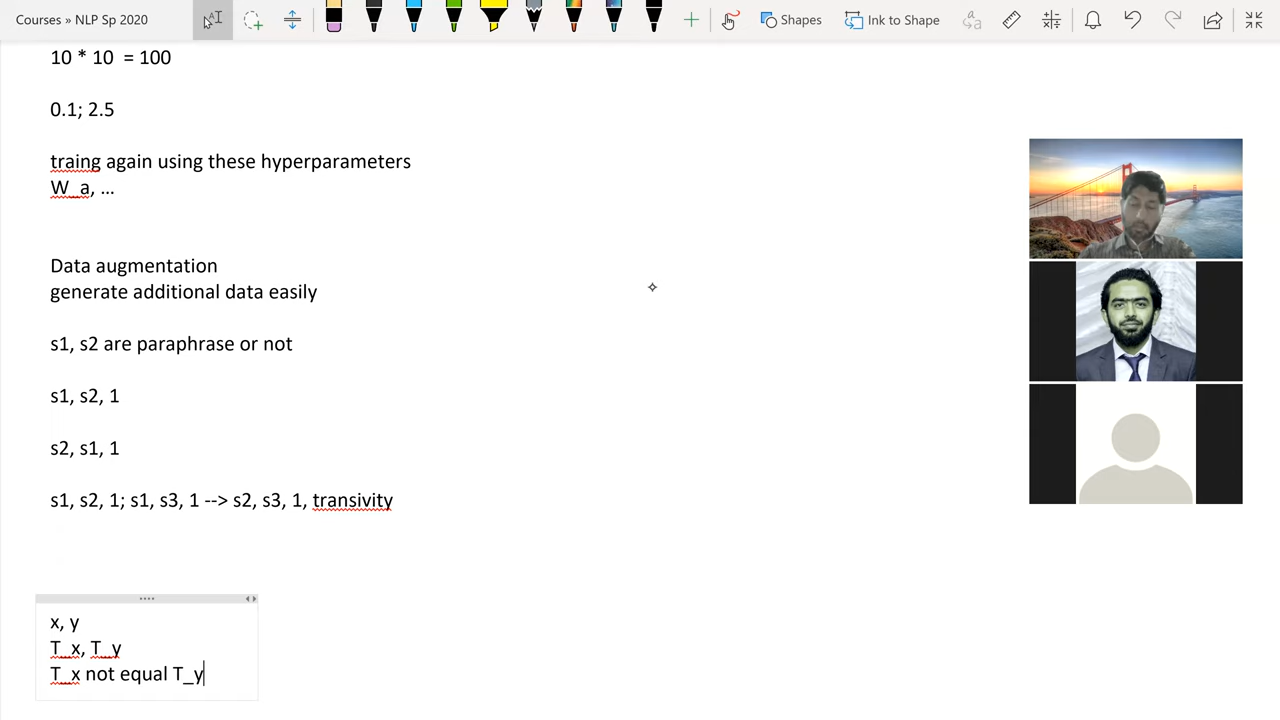 Courses » NLP Sp 2020
Shapes
Ink to Shape
10 * 10 = 100
0.1; 2.5
traing again using these hyperparameters
W_a, ...
Data augmentation
generate additional data easily
s1, s2 are paraphrase or not
s1, s2, 1
s2, s1, 1
s1, s2, 1; s1, s3, 1 --> s2, s3, 1, transivity
x, y
T_x, T_y
T_x not equal T_y